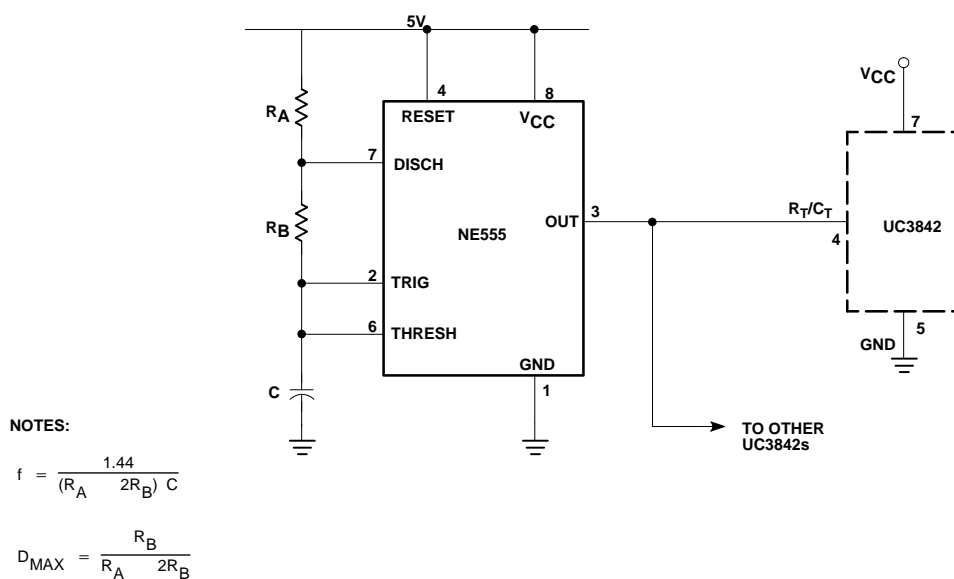 5V
4
8
RESET
VCC
RA
7
DISCH
RB
NE555
OUT
3
2
TRIG
6
THRESH
GND
1
C
VCC
7
RT/CT
4
UC3842
5
GND
TO OTHER
UC3842s
NOTES:
f = 1.44
(RA 2RB) C
DMAX = RB
RA 2RB